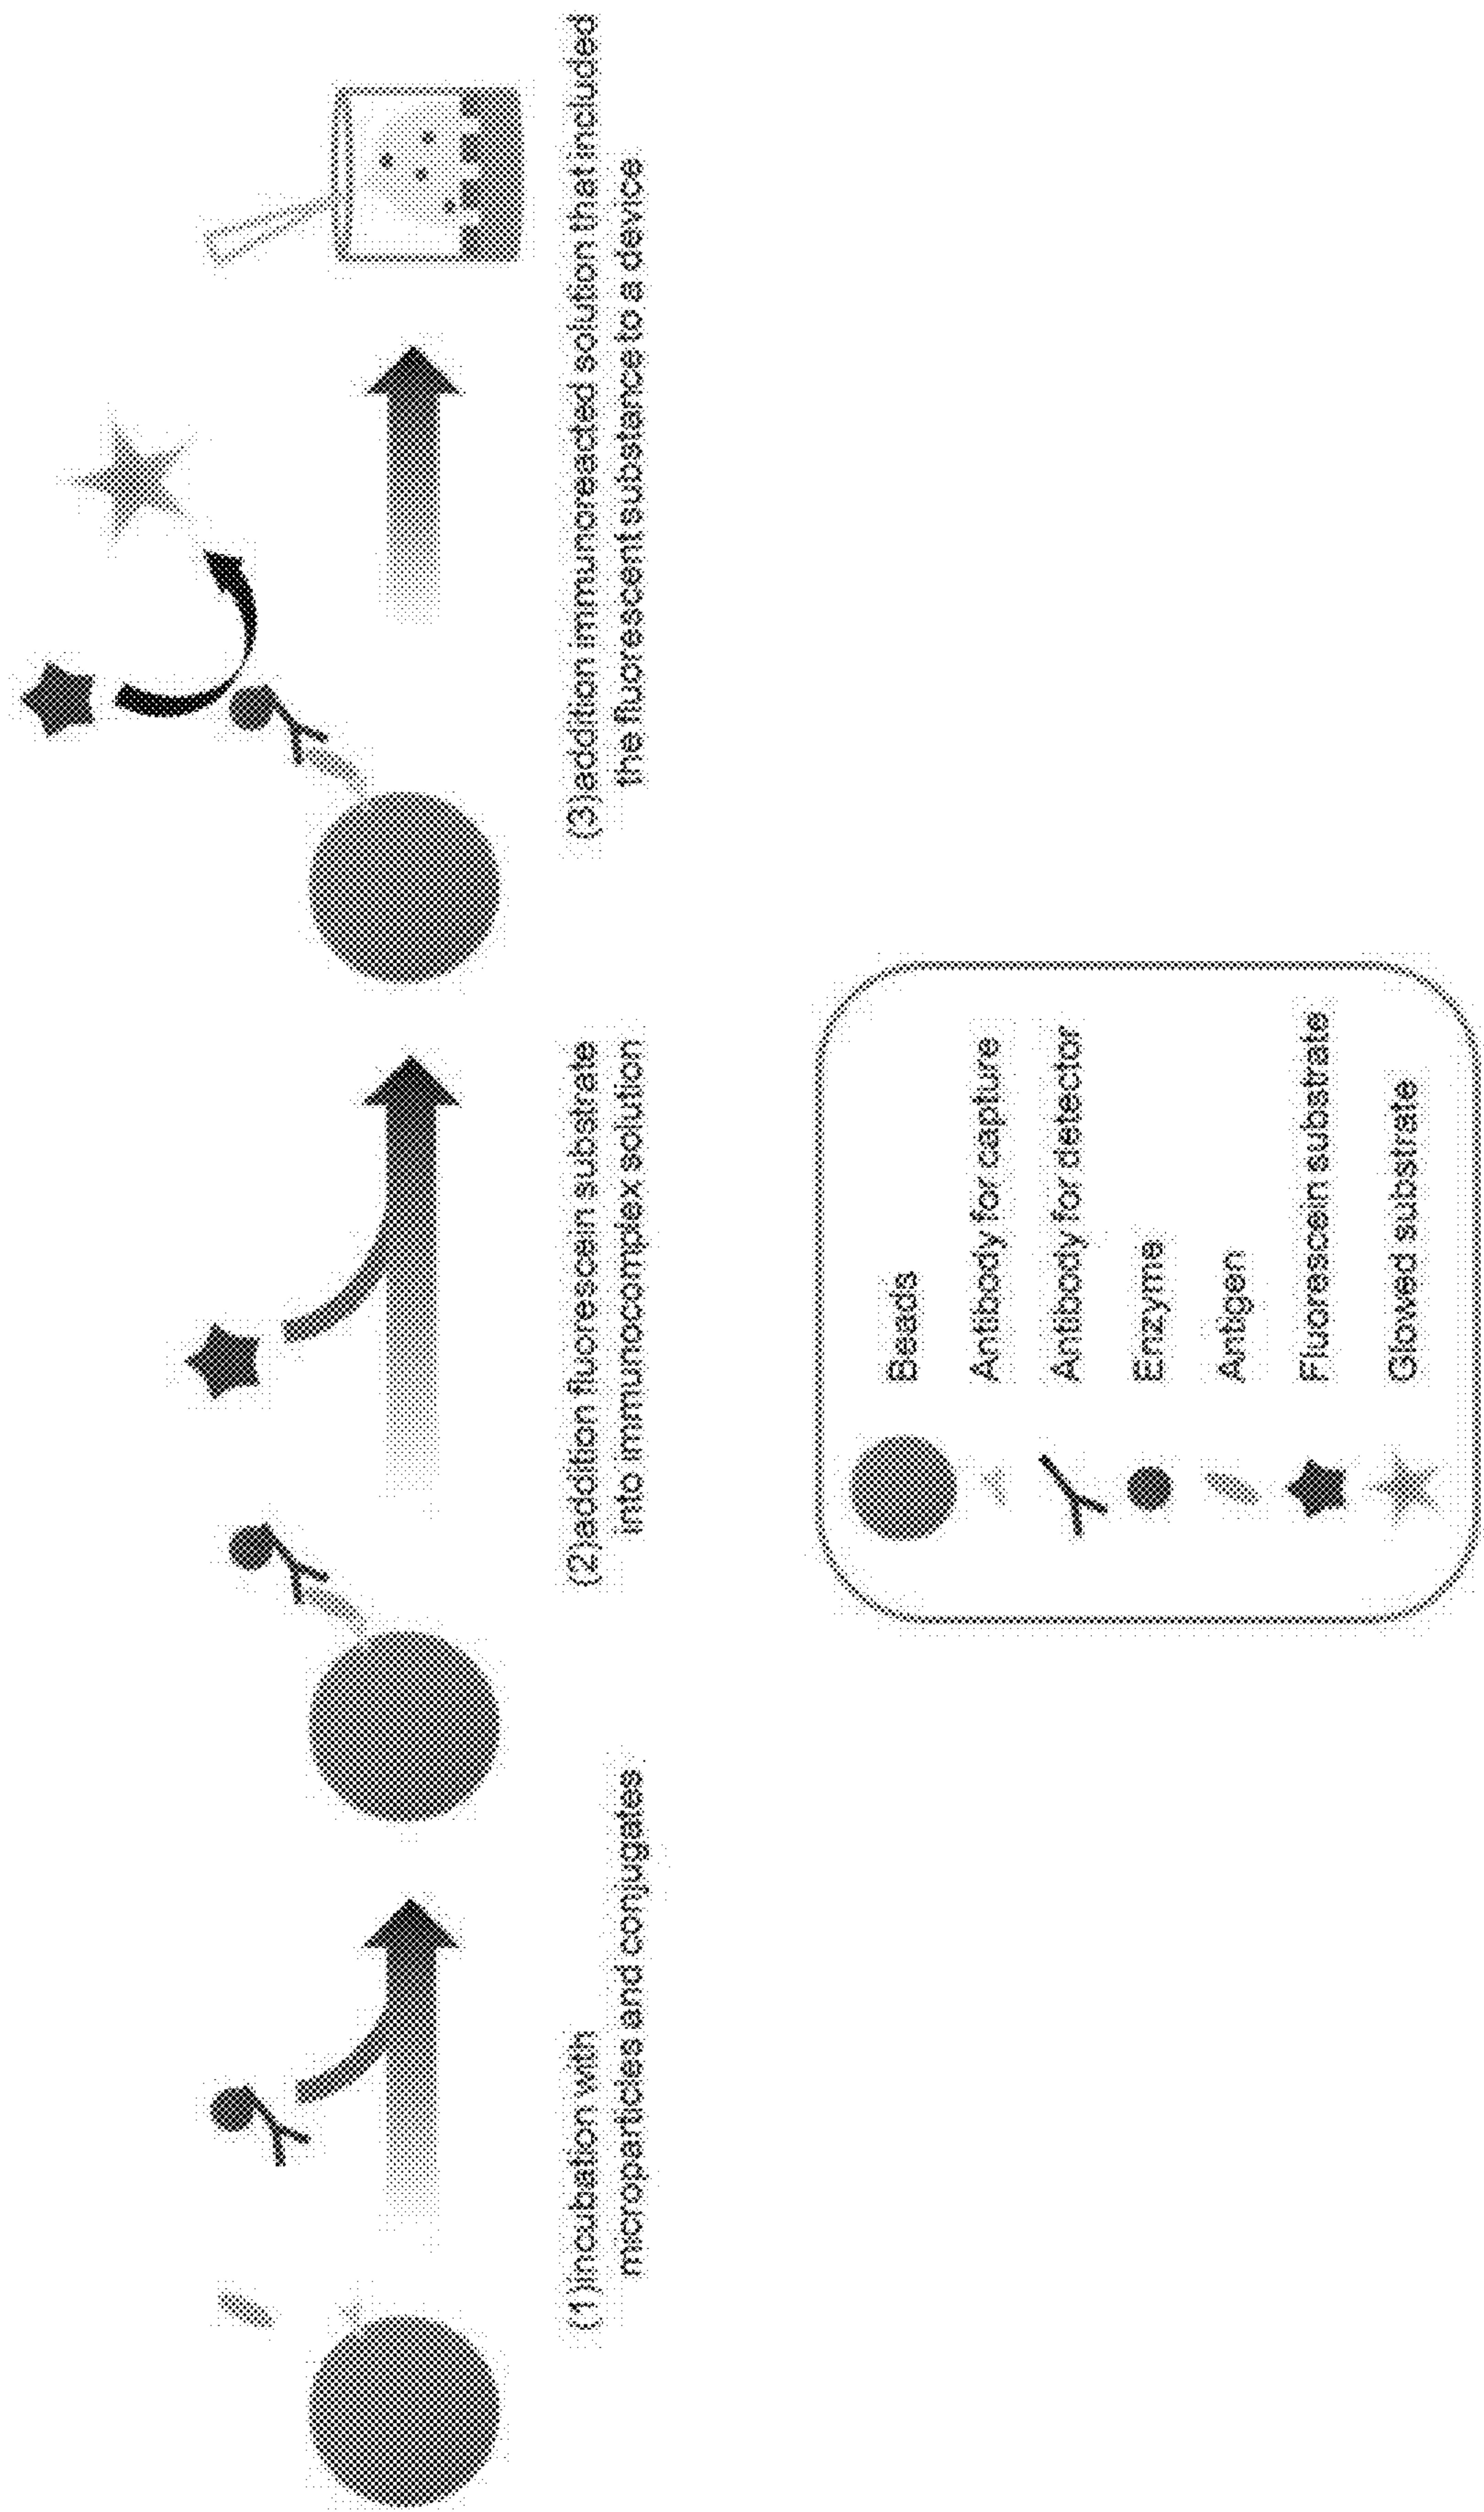 (1)incubation with
microparticles and conjugates
(2)addition fluorescein substrate
into immunocomplex solution
(3)addition immunoreacted solution that included
the fluorescent substance to a device
Beads
Antibody for capture
Antibody for detector
Enzyme
Antigen
Fluorescein substrate
Glowed substrate